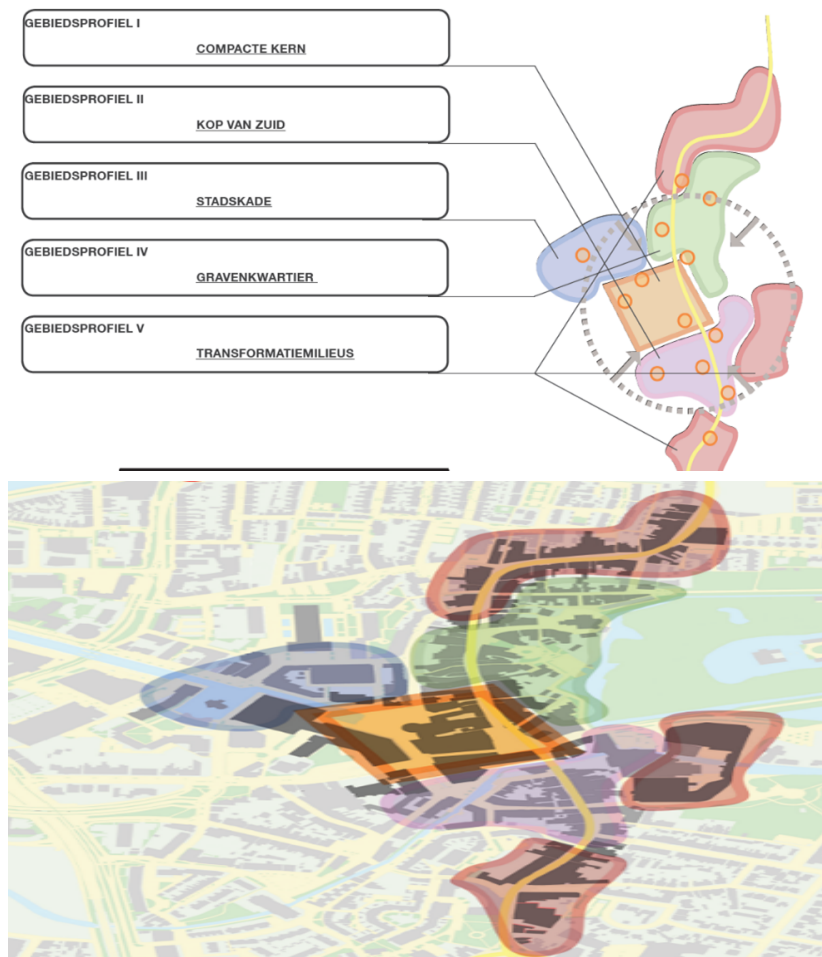 GEBIEDSPROFIEL I
COMPACTE KERN
GEBIEDSPROFIEL II
KOP VAN ZUID
GEBIEDSPROFIEL III
STADSKADE
GEBIEDSPROFIEL IV
GRAVENKWARTIER
GEBIEDSPROFIEL V
TRANSFORMATIEMILIEUS